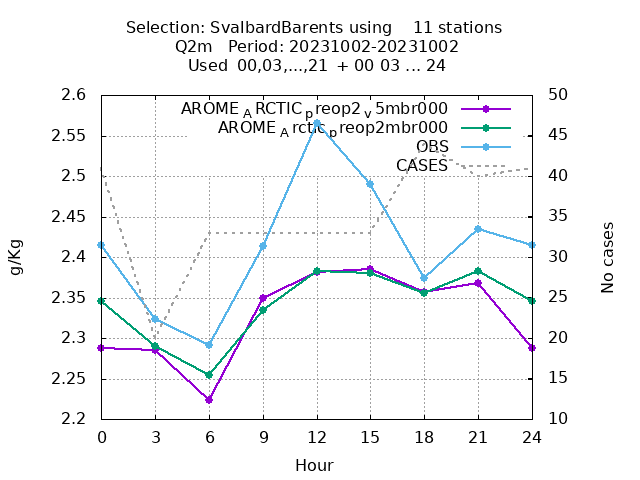 Selection: SvalbardBarents using    11 stations
Q2m   Period: 20231002-20231002
Used  00,03,...,21  + 00 03 ... 24
2.6
2.55
2.5
2.45
2.4
2.35
2.3
2.25
2.2
g/Kg
AROME_ARCTIC_preop2_v5mbr000
AROME_Arctic_preop2mbr000
OBS
CASES
50
45
40
35
30
25
20
15
10
No cases
0 3 6 9 12 15 18 21 24
Hour